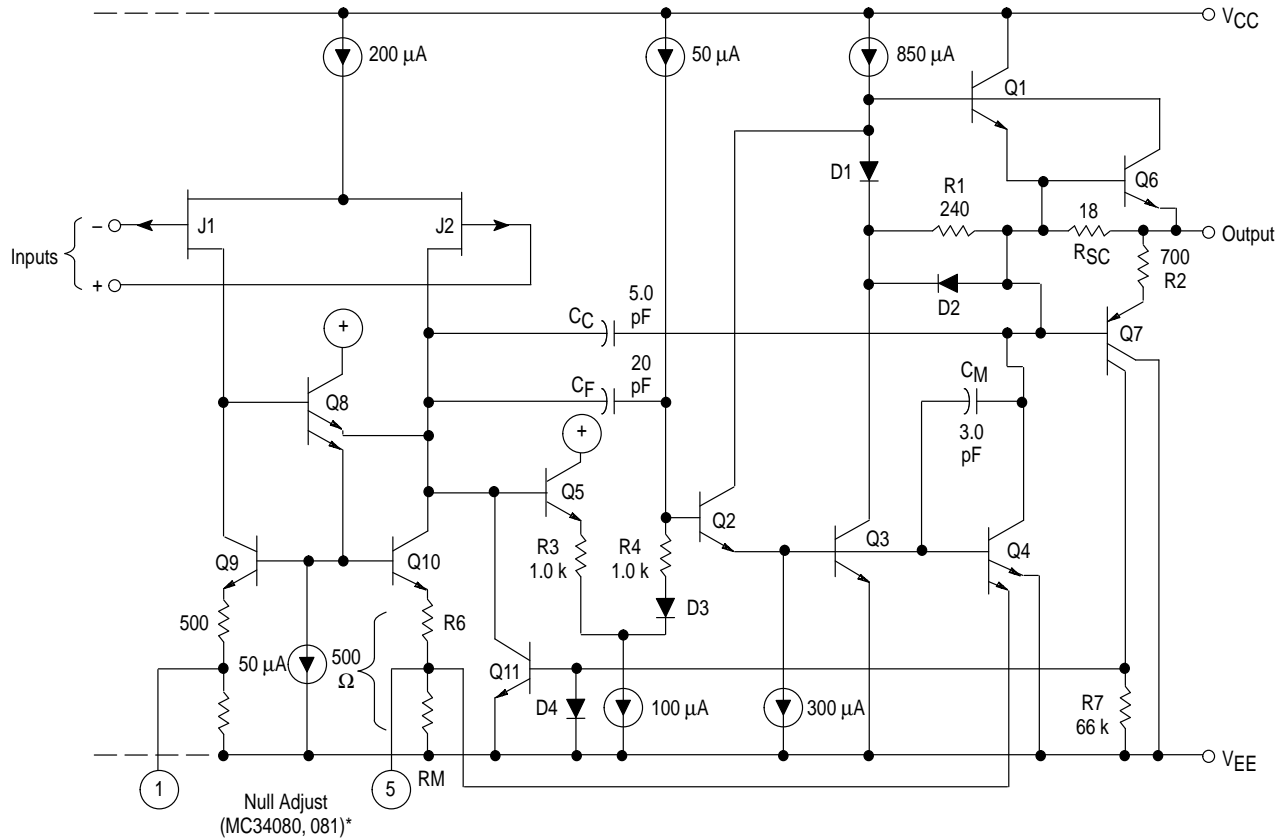 VCC
200 µA
50 µA
850 µA
Q1
D1
Q6
R1
240
18
RSC
J1
J2
–
+
Inputs
Output
700
R2
D2
5.0
pF
CC
+
Q7
20
pF
CF
CM
3.0
pF
Q8
+
Q5
Q2
R3
1.0 k
R4
1.0 k
Q3
Q4
Q9
Q10
D3
500
R6
50 µA
500
Ω
Q11
D4
100 µA
300 µA
R7
66 k
VEE
1
5
RM
Null Adjust
(MC34080, 081)*